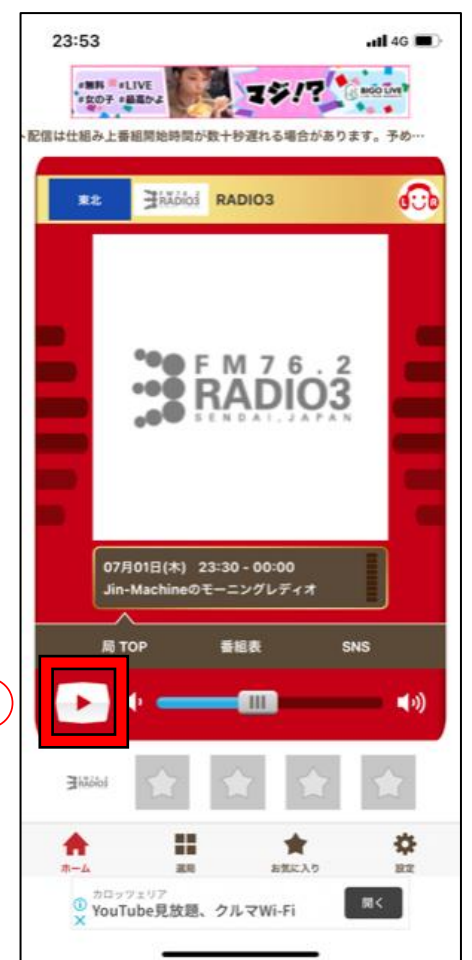 23:53
4G
#無料 #LIVE
#女の子 #最高かよ
マジ!?
BIGO LIVE
ト配信は仕組み上番組開始時間が数十秒遅れる場合があります。予め…
東北
FM76.2
RADIO3
RADIO3
L R
FM76.2
RADIO3
SENDAI,JAPAN
07月01日(木) 23:30 - 00:00
Jin-Machineのモーニングレディオ
局 TOP 番組表 SNS
RADIO3
ホーム 選局 お気に入り 設定
カロッツェリア
YouTube見放題、クルマWi-Fi
開く